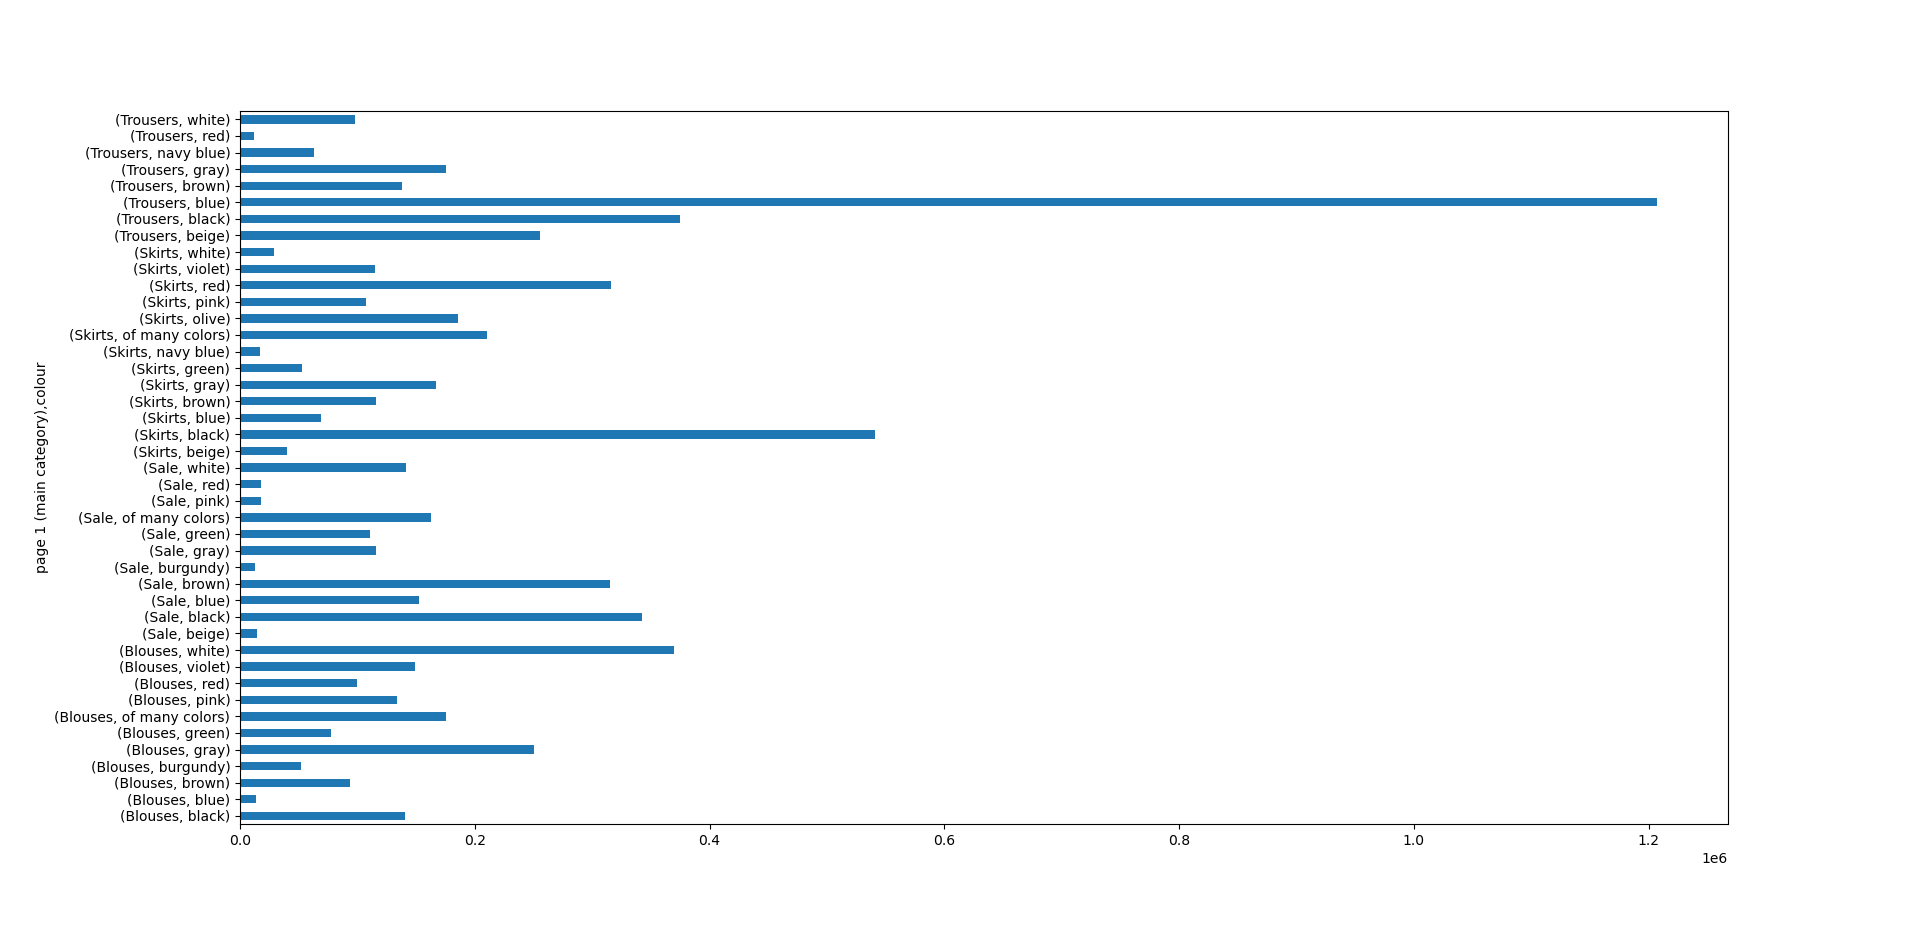 (Trousers, white)
(Trousers, red)
(Trousers, navy blue)
(Trousers, gray)
(Trousers, brown)
(Trousers, blue)
(Trousers, black)
(Trousers, beige)
(Skirts, white)
(Skirts, violet)
(Skirts, red)
(Skirts, pink)
(Skirts, olive)
(Skirts, of many colors)
(Skirts, navy blue)
(Skirts, green)
(Skirts, gray)
(Skirts, brown)
(Skirts, blue)
(Skirts, black)
(Skirts, beige)
(Sale, white)
(Sale, red)
(Sale, pink)
(Sale, of many colors)
(Sale, green)
(Sale, gray)
(Sale, burgundy)
(Sale, brown)
(Sale, blue)
(Sale, black)
(Sale, beige)
(Blouses, white)
(Blouses, violet)
(Blouses, red)
(Blouses, pink)
(Blouses, of many colors)
(Blouses, green)
(Blouses, gray)
(Blouses, burgundy)
(Blouses, brown)
(Blouses, blue)
(Blouses, black)
page 1 (main category),colour
0.0 0.2 0.4 0.6 0.8 1.0 1.2
1e6